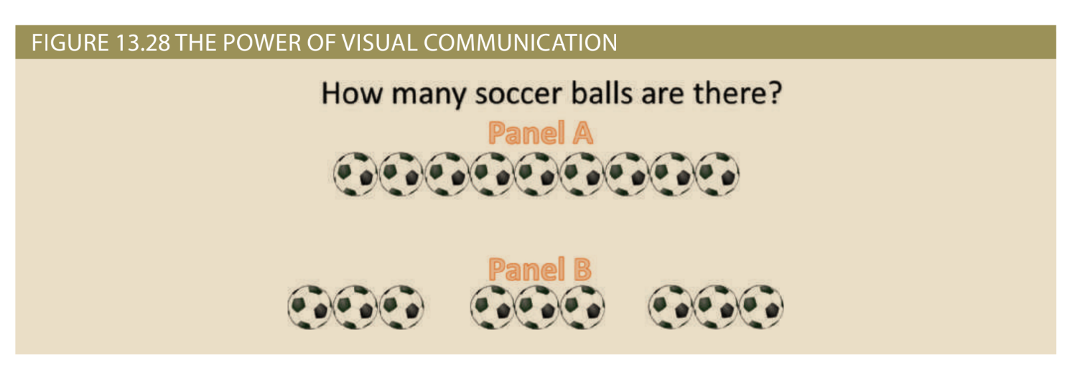 FIGURE 13.28 THE POWER OF VISUAL COMMUNICATION
How many soccer balls are there?
Panel A
Panel B